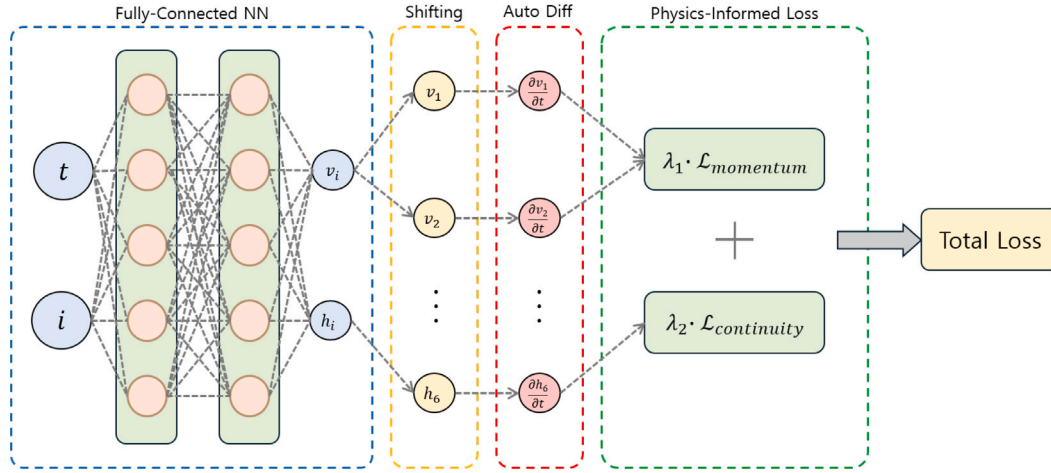 Fully-Connected NN
Shifting
Auto Diff
Physics-Informed Loss
t
i
v_i
h_i
v_1
v_2
⋮
h_6
∂v_1/∂t
∂v_2/∂t
⋮
∂h_6/∂t
λ_1· ℒ_momentum
+
λ_2· ℒ_continuity
Total Loss